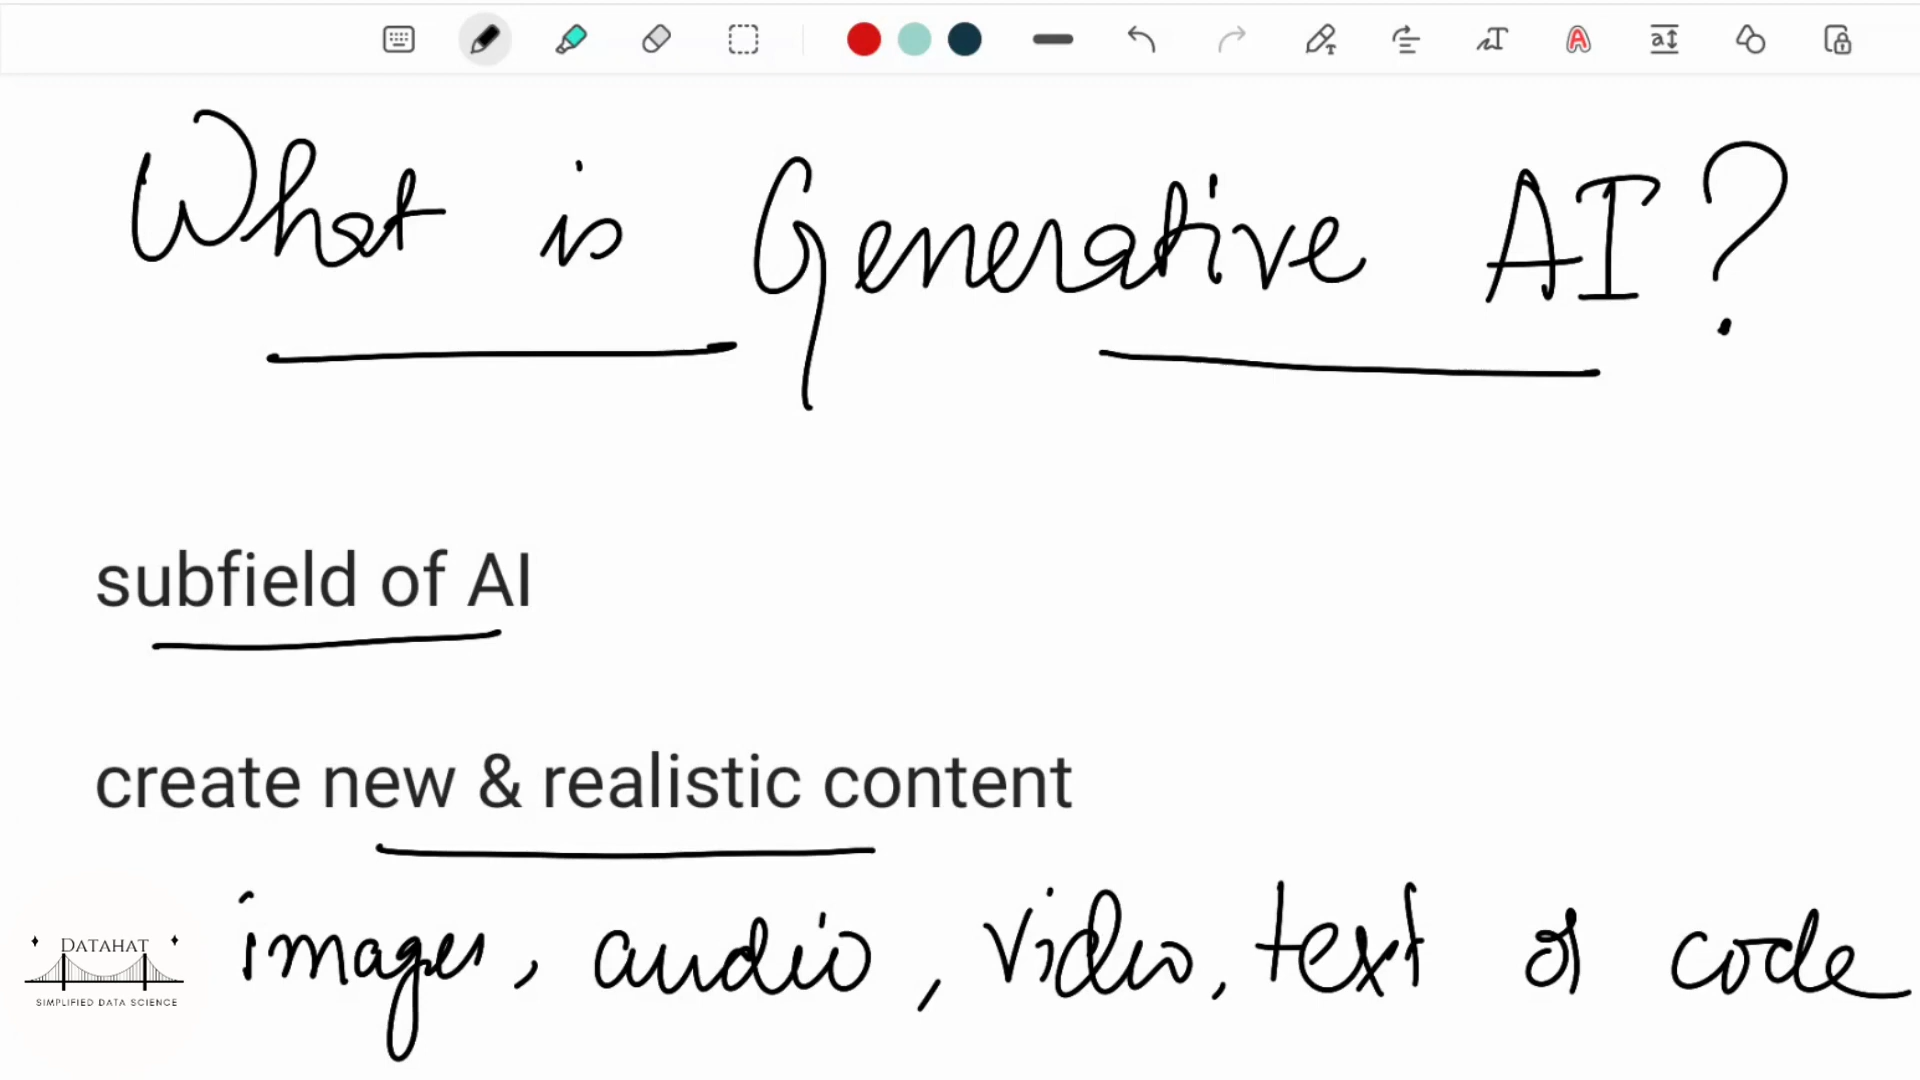 What is Generative AI?
subfield of AI
create new & realistic content
images, audio, video, text or code
DATAHAT
SIMPLIFIED DATA SCIENCE